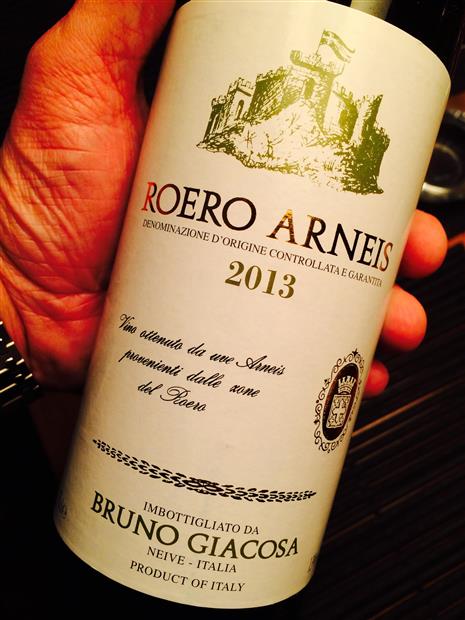 ROERO ARNEIS
DENOMINAZIONE D'ORIGINE CONTROLLATA E GARANTITA
2013
Vino ottenuto da uve Arneis
provenienti dalle zone
del Roero
IMBOTTIGLIATO DA
BRUNO GIACOSA
NEIVE - ITALIA
PRODUCT OF ITALY